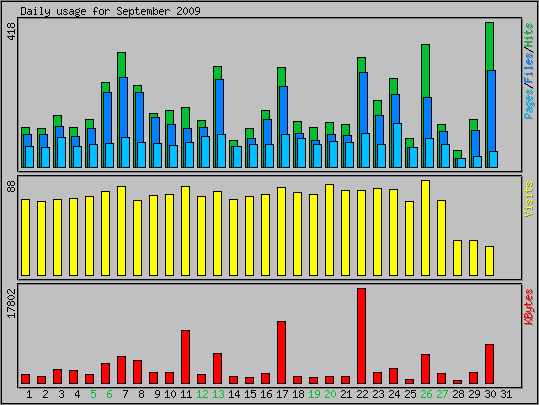 Daily usage for September 2009
418
Pages/Files/Hits
88
Visits
17802
KBytes
1 2 3 4 5 6 7 8 9 10 11 12 13 14 15 16 17 18 19 20 21 22 23 24 25 26 27 28 29 30 31